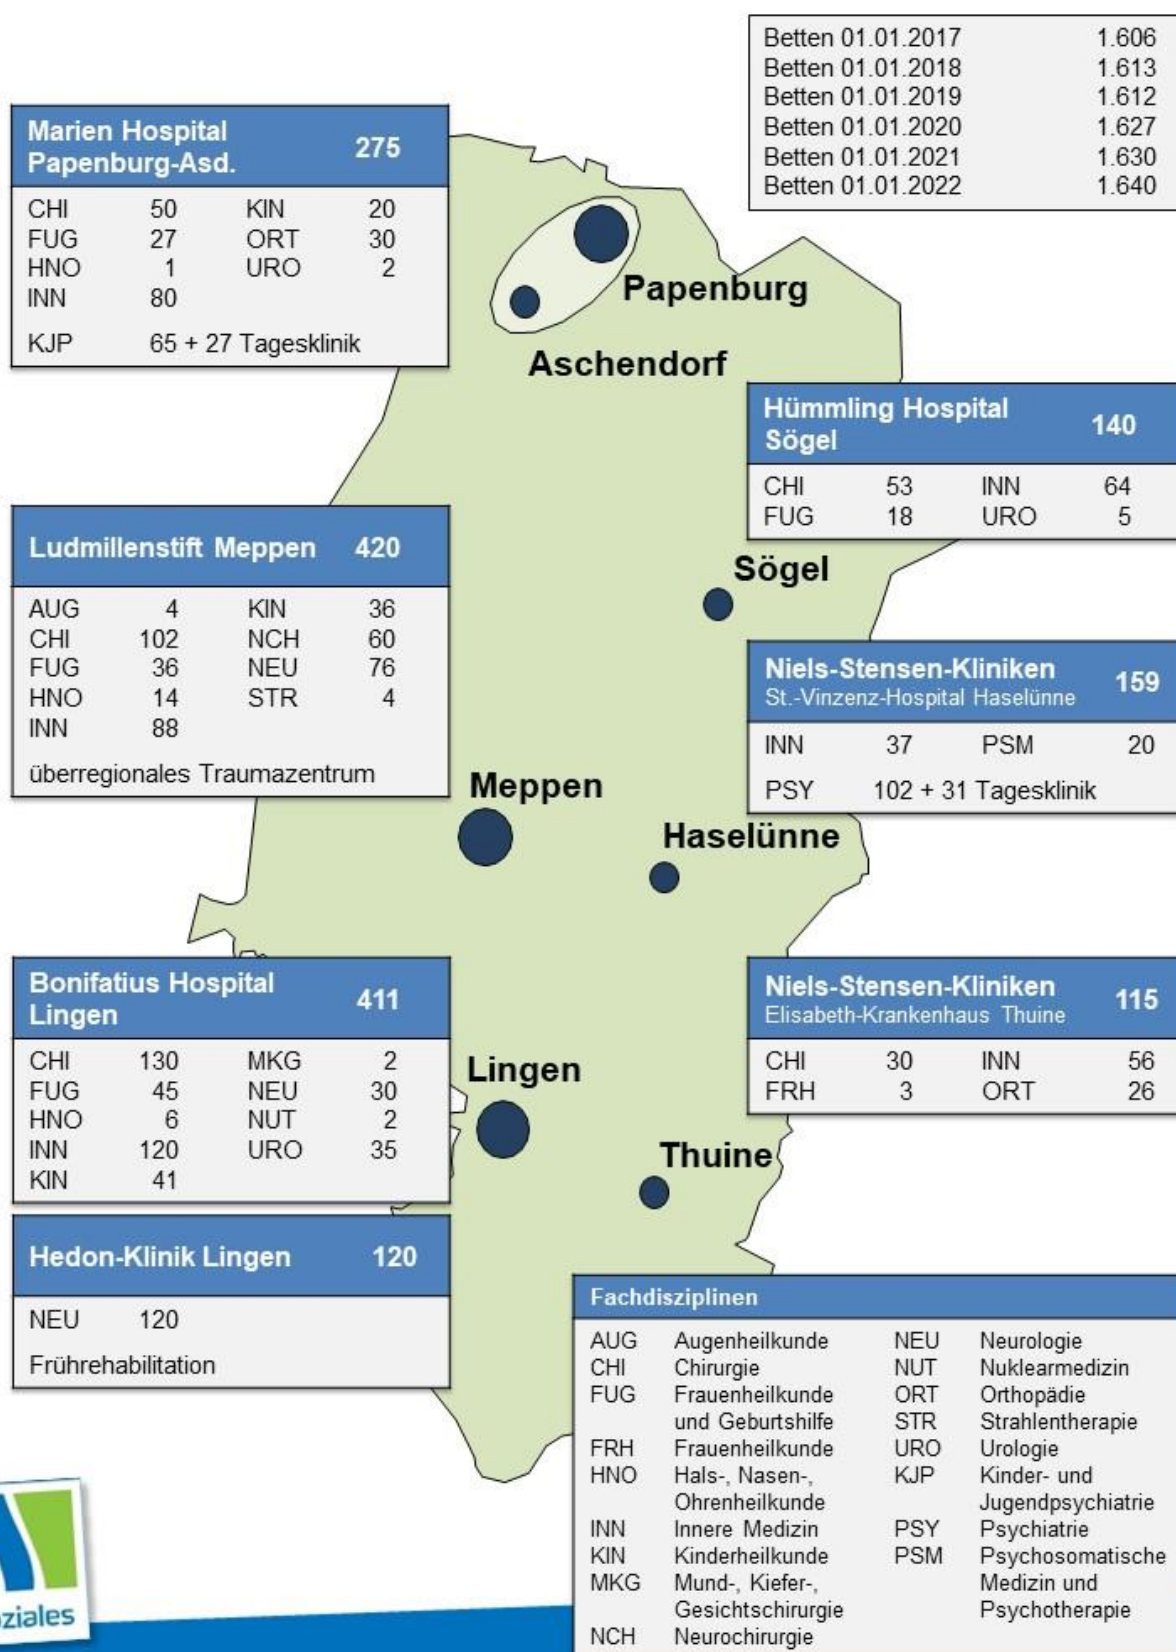 Betten 01.01.2017 1.606
Betten 01.01.2018 1.613
Betten 01.01.2019 1.612
Betten 01.01.2020 1.627
Betten 01.01.2021 1.630
Betten 01.01.2022 1.640
Marien Hospital
Papenburg-Asd. 275
CHI 50 KIN 20
FUG 27 ORT 30
HNO 1 URO 2
INN 80
KJP 65 + 27 Tagesklinik
Papenburg
Aschendorf
Hümmling Hospital
Sögel 140
CHI 53 INN 64
FUG 18 URO 5
Ludmillenstift Meppen 420
AUG 4 KIN 36
CHI 102 NCH 60
FUG 36 NEU 76
HNO 14 STR 4
INN 88
überregionales Traumazentrum
Sögel
Niels-Stensen-Kliniken
St.-Vinzenz-Hospital Haselünne 159
INN 37 PSM 20
PSY 102 + 31 Tagesklinik
Meppen
Haselünne
Bonifatius Hospital
Lingen 411
CHI 130 MKG 2
FUG 45 NEU 30
HNO 6 NUT 2
INN 120 URO 35
KIN 41
Niels-Stensen-Kliniken
Elisabeth-Krankenhaus Thuine 115
CHI 30 INN 56
FRH 3 ORT 26
Lingen
Thuine
Hedon-Klinik Lingen 120
NEU 120
Frührehabilitation
Fachdisziplinen
AUG Augenheilkunde NEU Neurologie
CHI Chirurgie NUT Nuklearmedizin
FUG Frauenheilkunde ORT Orthopädie
und Geburtshilfe STR Strahlentherapie
FRH Frauenheilkunde URO Urologie
HNO Hals-, Nasen-, KJP Kinder- und
Ohrenheilkunde Jugendpsychiatrie
INN Innere Medizin PSY Psychiatrie
KIN Kinderheilkunde PSM Psychosomatische
MKG Mund-, Kiefer-, Medizin und
Gesichtschirurgie Psychotherapie
NCH Neurochirurgie